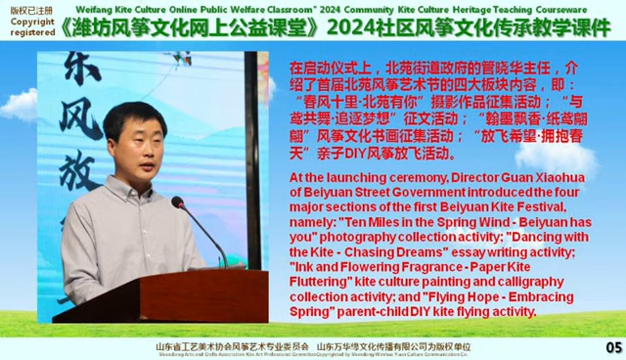 版权已注册
Copyright
registered
Weifang Kite Culture Online Public Welfare Classroom" 2024 Community Kite Culture Heritage Teaching Courseware
《潍坊风筝文化网上公益课堂》2024社区风筝文化传承教学课件
东风放
在启动仪式上，北苑街道政府的管晓华主任，介
绍了首届北苑风筝艺术节的四大板块内容，即：
“春风十里·北苑有你”摄影作品征集活动；“与
鸢共舞·追逐梦想”征文活动；“翰墨飘香·纸鸢翩
翩”风筝文化书画征集活动；“放飞希望·拥抱春
天”亲子DIY风筝放飞活动。
At the launching ceremony, Director Guan Xiaohua
of Beiyuan Street Government introduced the four
major sections of the first Beiyuan Kite Festival,
namely: "Ten Miles in the Spring Wind - Beiyuan has
you" photography collection activity; "Dancing with
the Kite - Chasing Dreams" essay writing activity;
"Ink and Flowering Fragrance - Paper Kite
Fluttering" kite culture painting and calligraphy
collection activity; and "Flying Hope - Embracing
Spring" parent-child DIY kite flying activity.
山东省工艺美术协会风筝艺术专业委员会 山东万华缘文化传播有限公司为版权单位
05